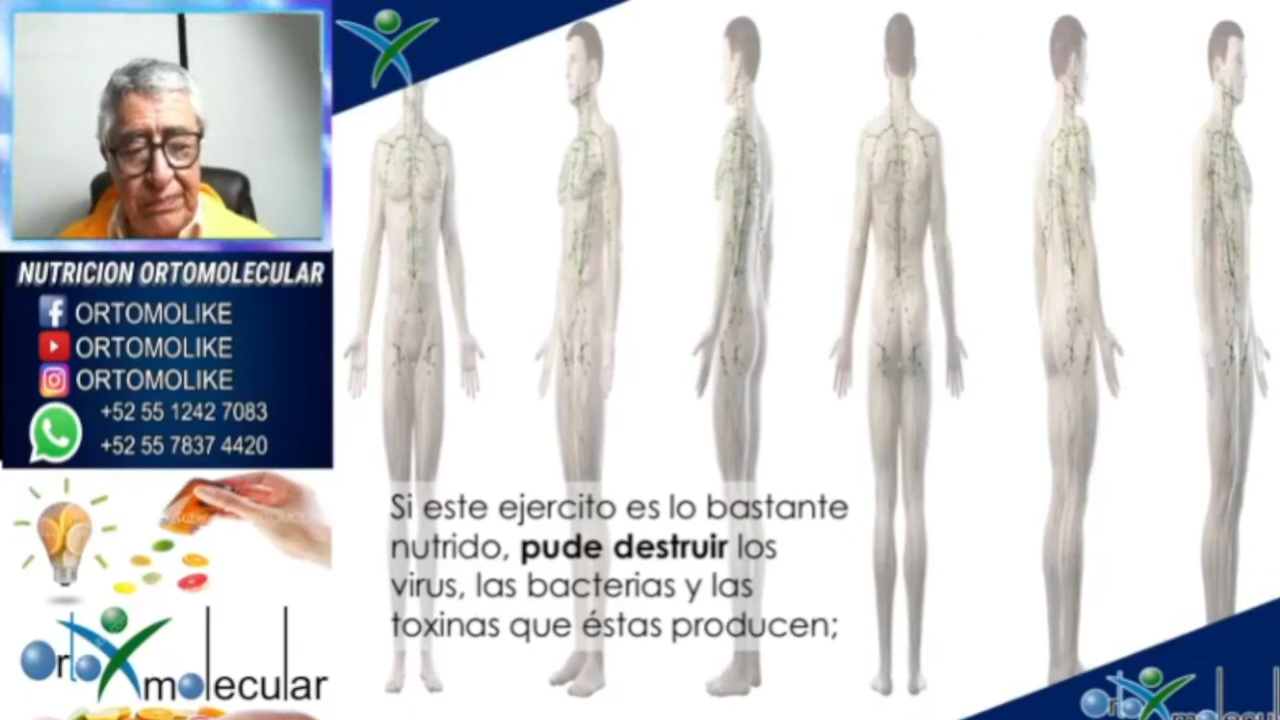 NUTRICION ORTOMOLECULAR
ORTOMOLIKE
ORTOMOLIKE
ORTOMOLIKE
+52 55 1242 7083
+52 55 7837 4420
Orto molecular
Si este ejercito es lo bastante
nutrido, pude destruir los
virus, las bacterias y las
toxinas que éstas producen;